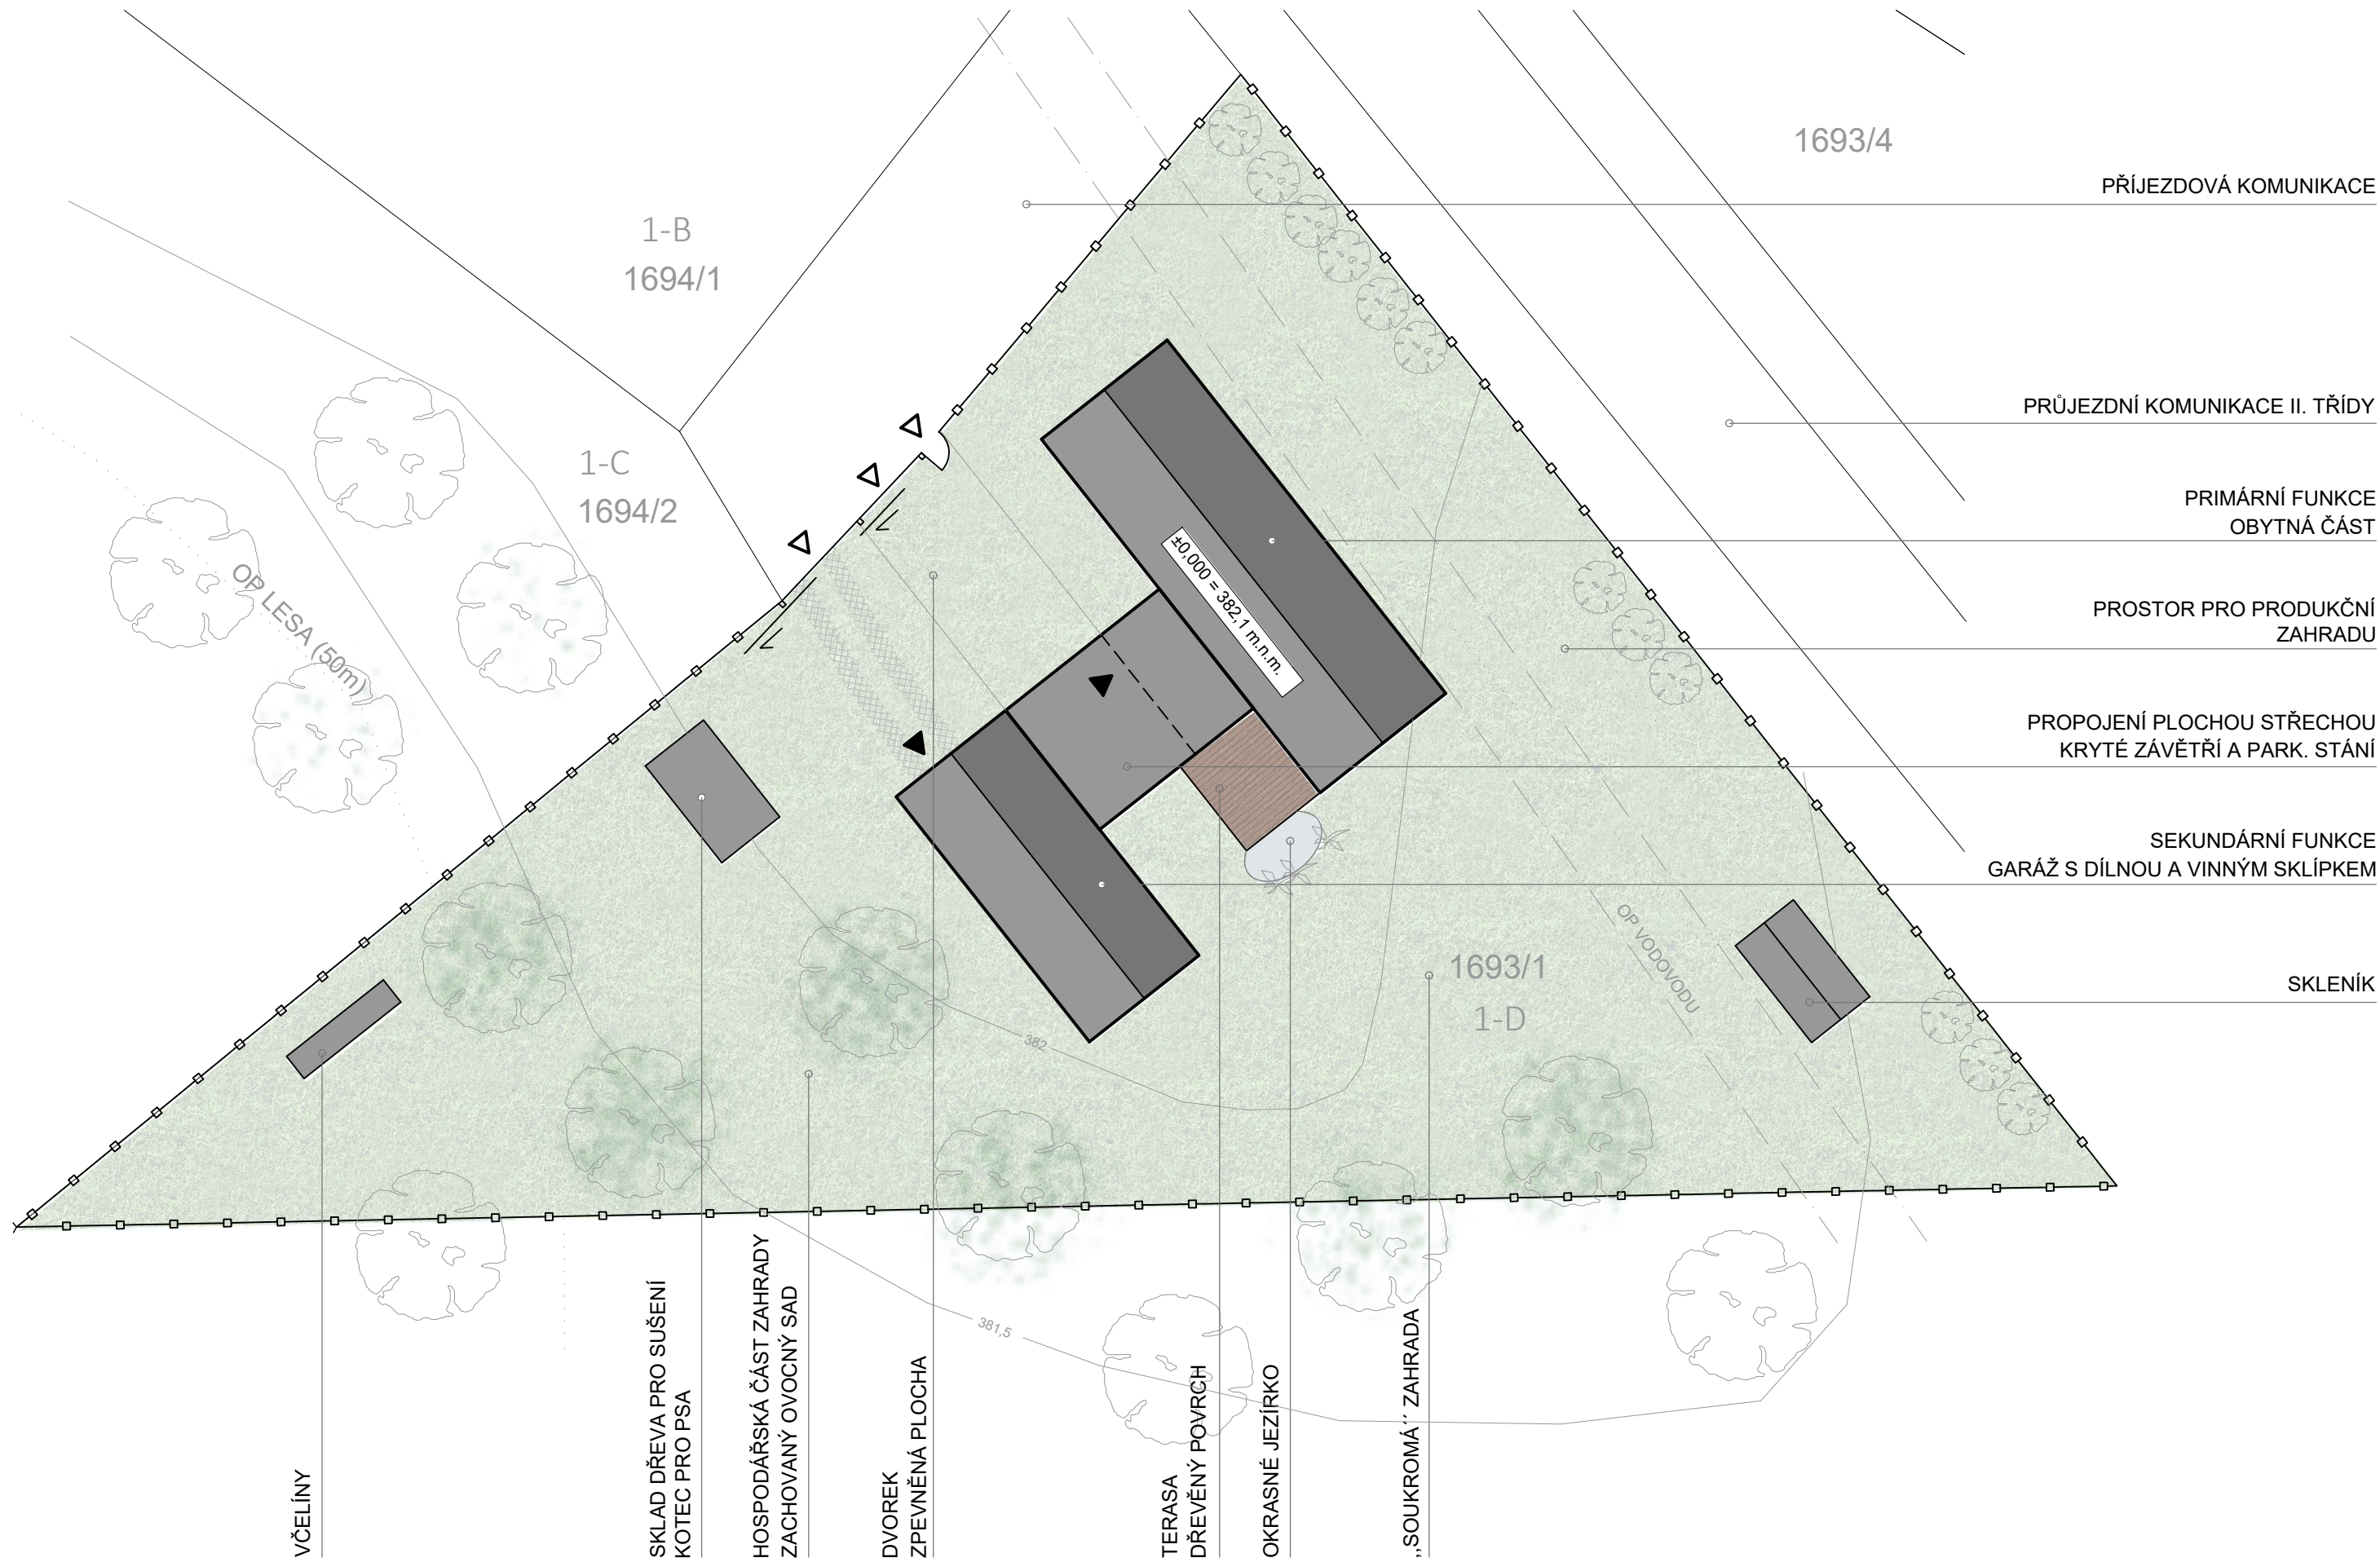 1693/4
PŘÍJEZDOVÁ KOMUNIKACE
1-B
1694/1
PRŮJEZDNÍ KOMUNIKACE II. TŘÍDY
1-C
1694/2
PRIMÁRNÍ FUNKCE
OBYTNÁ ČÁST
OP LESA (50m)
±0,000 = 382,1 m.n.m.
PROSTOR PRO PRODUKČNÍ
ZAHRADU
PROPOJENÍ PLOCHOU STŘECHOU
KRYTÉ ZÁVĚTŘÍ A PARK. STÁNÍ
SEKUNDÁRNÍ FUNKCE
GARÁŽ S DÍLNOU A VINNÝM SKLÍPKEM
OP VODOVODU
1693/1
1-D
SKLENÍK
382
381,5
VČELÍNY
SKLAD DŘEVA PRO SUŠENÍ
KOTEC PRO PSA
HOSPODÁŘSKÁ ČÁST ZAHRADY
ZACHOVANÝ OVOCNÝ SAD
DVOREK
ZPEVNĚNÁ PLOCHA
TERASA
DŘEVĚNÝ POVRCH
OKRASNÉ JEZÍRKO
,,SOUKROMÁ´´ ZAHRADA